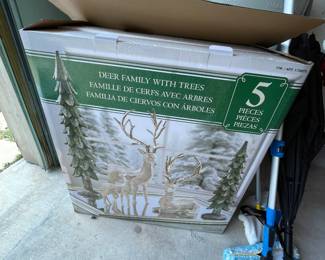 DEER FAMILY WITH TREES
FAMILLE DE CERFS AVEC ARBRES
FAMILIA DE CIERVOS CON ÁRBOLES
5
PIECES
PIÈCES
PIEZAS